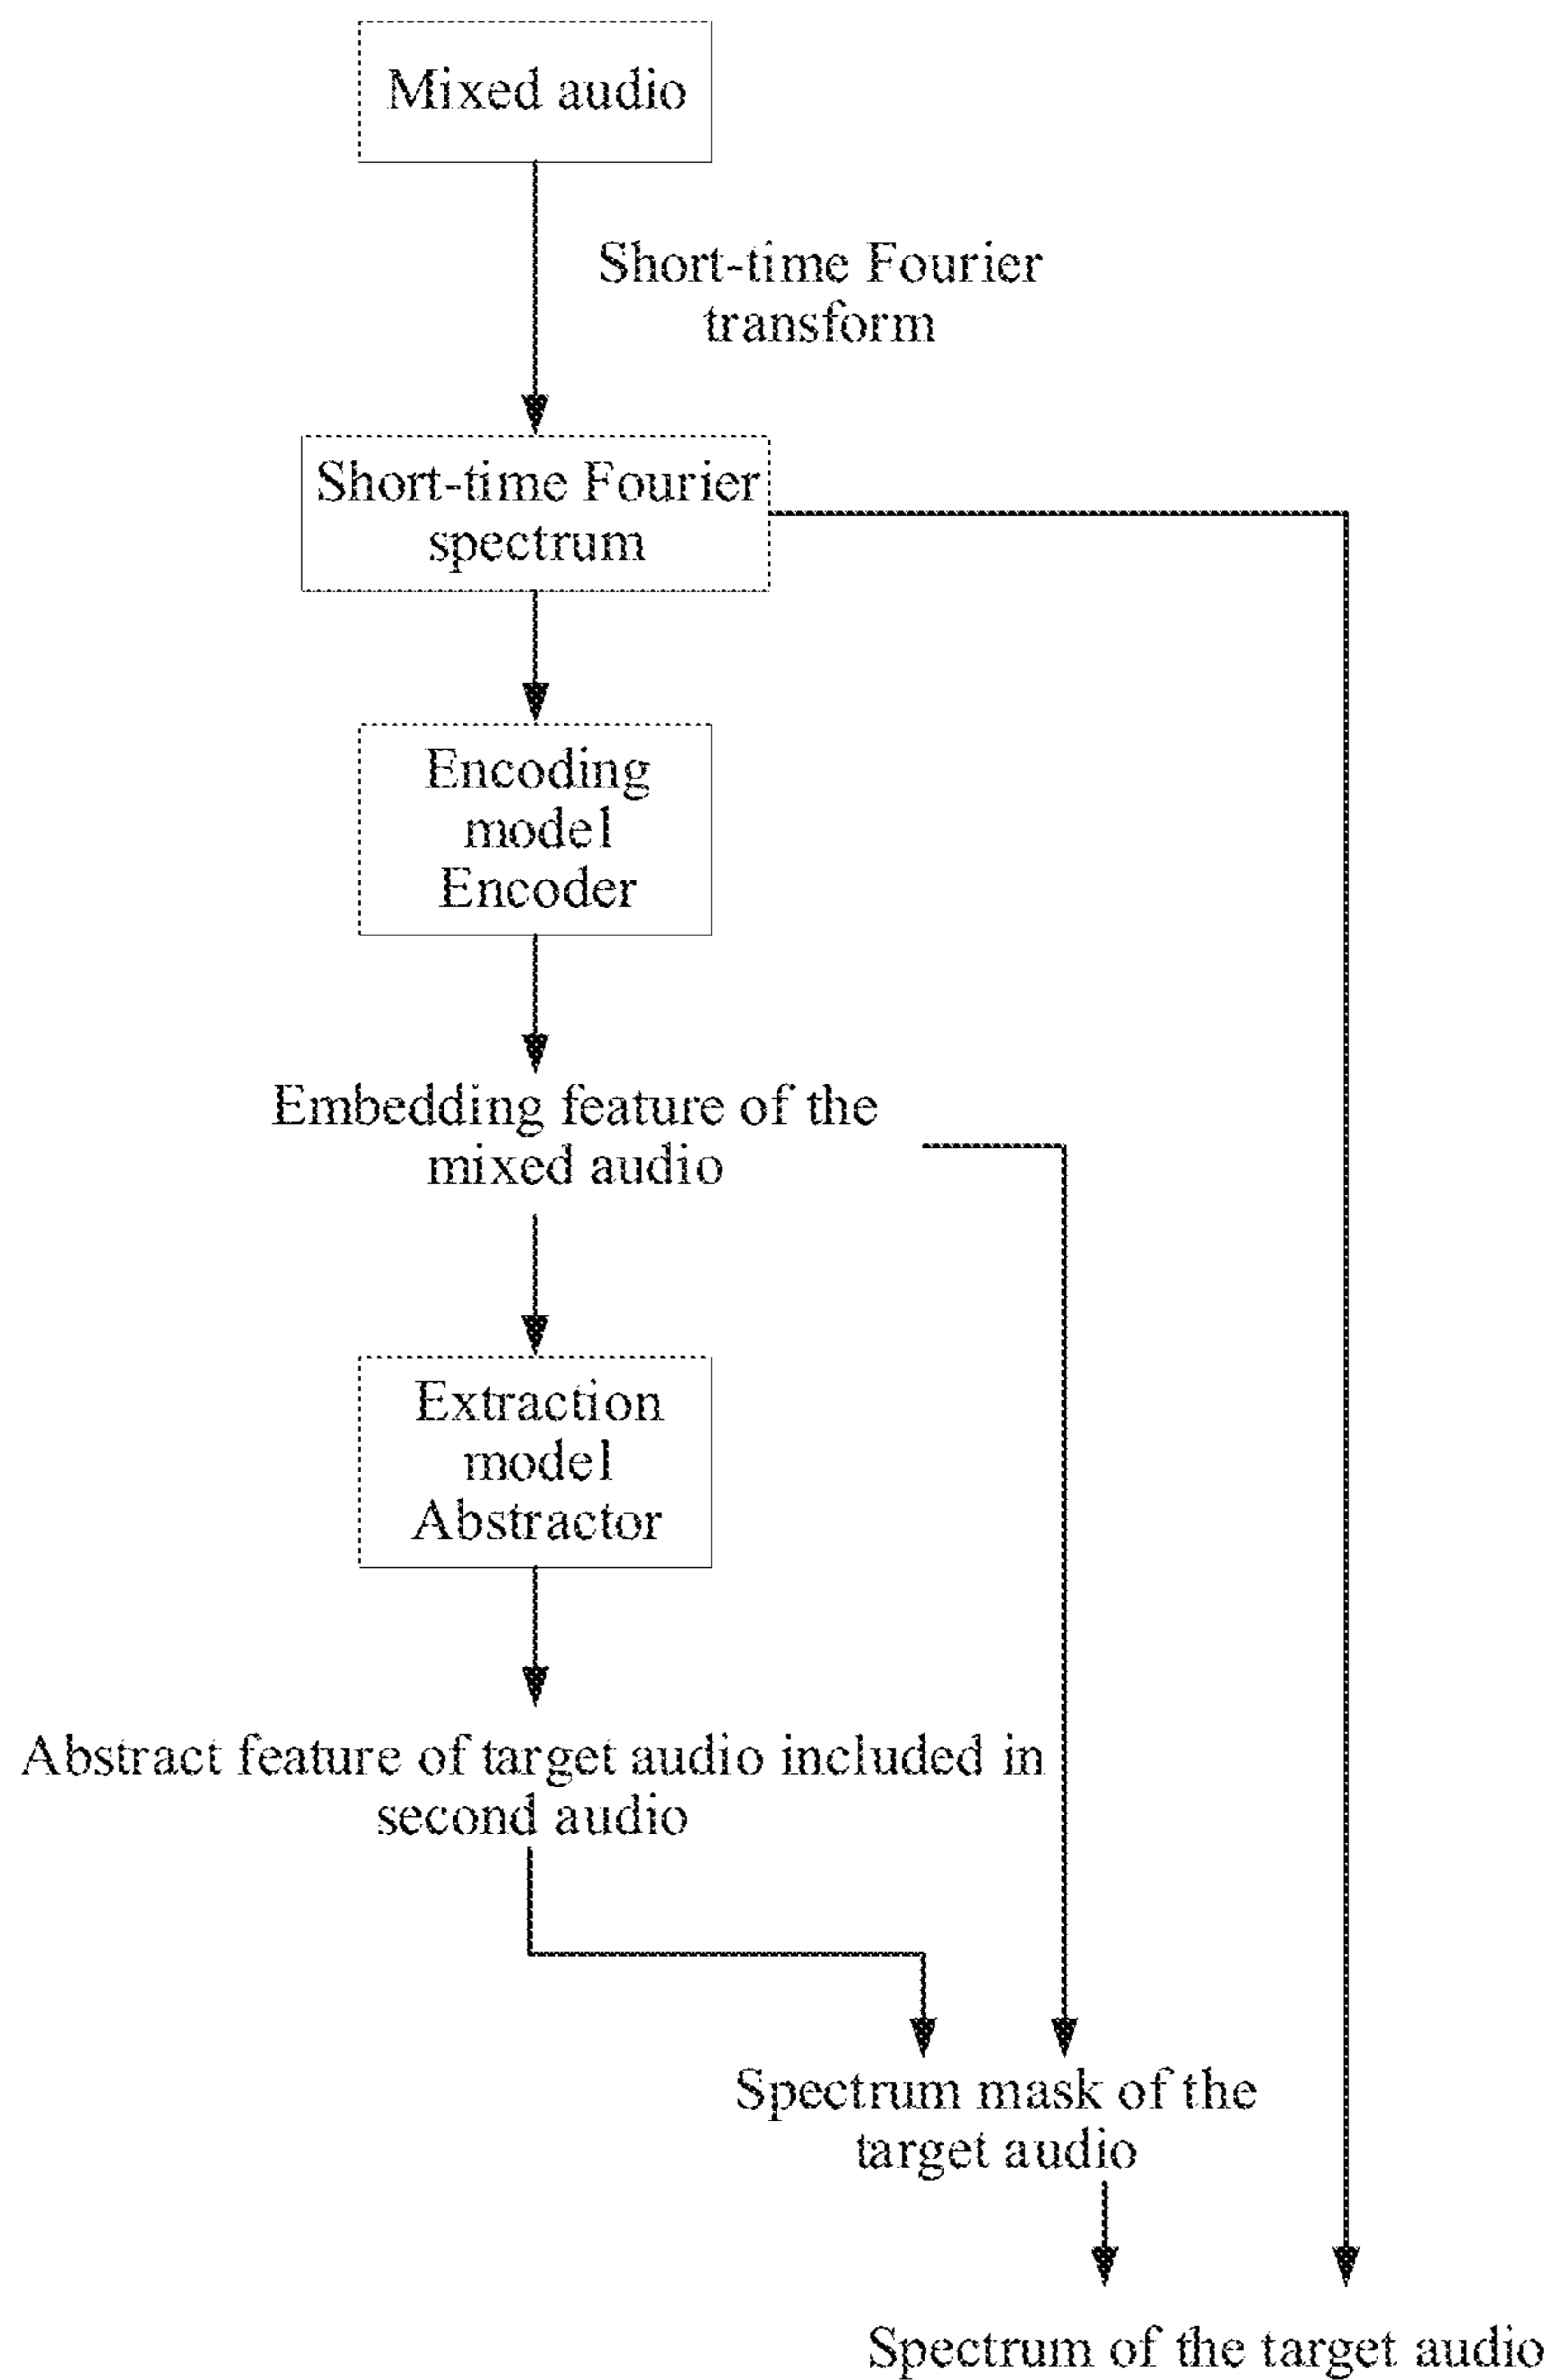 Mixed audio
Short-time Fourier
transform
Short-time Fourier
spectrum
Encoding
model
Encoder
Embedding feature of the
mixed audio
Extraction
model
Abstractor
Abstract feature of target audio included in
second audio
Spectrum mask of the
target audio
Spectrum of the target audio